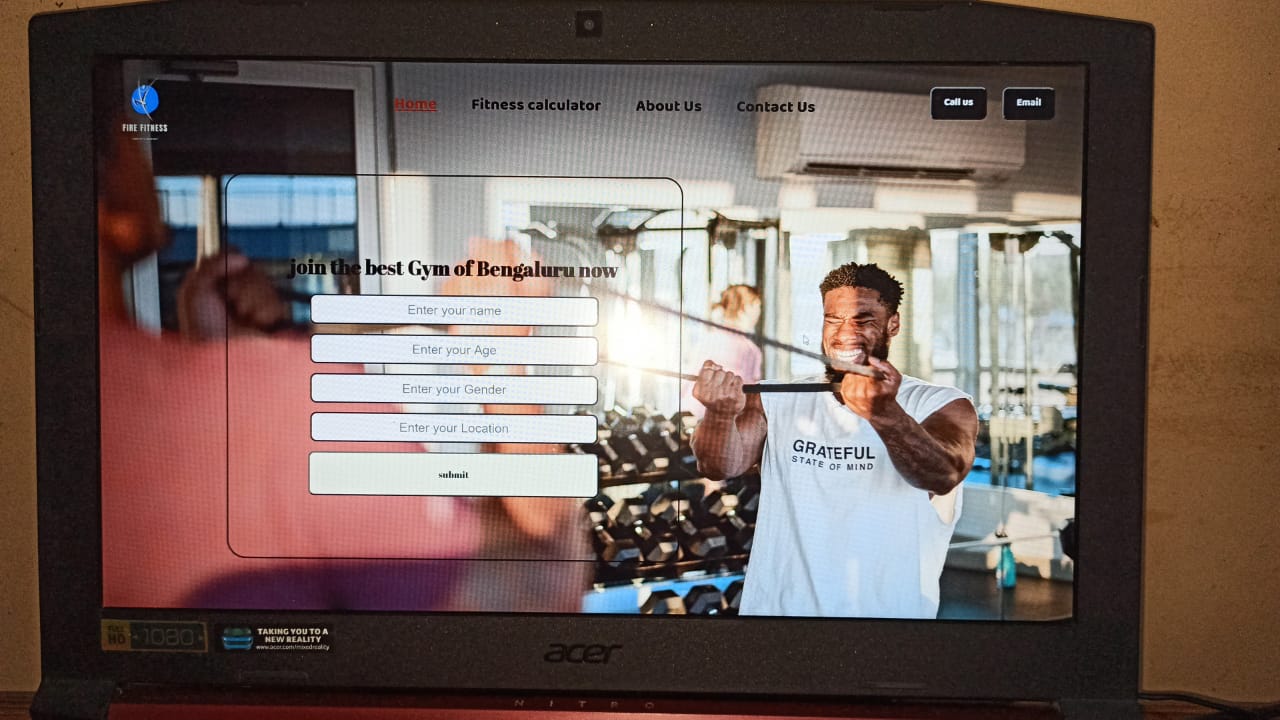 Home
Fitness calculator
About Us
Contact Us
Call us
Email
FIRE FITNESS
join the best Gym of Bengaluru now
Enter your name
Enter your Age
Enter your Gender
Enter your Location
submit
GRATEFUL
STATE OF MIND
FULL HD 1080
TAKING YOU TO A
NEW REALITY
www.acer.com/mixedreality
acer
NITRO